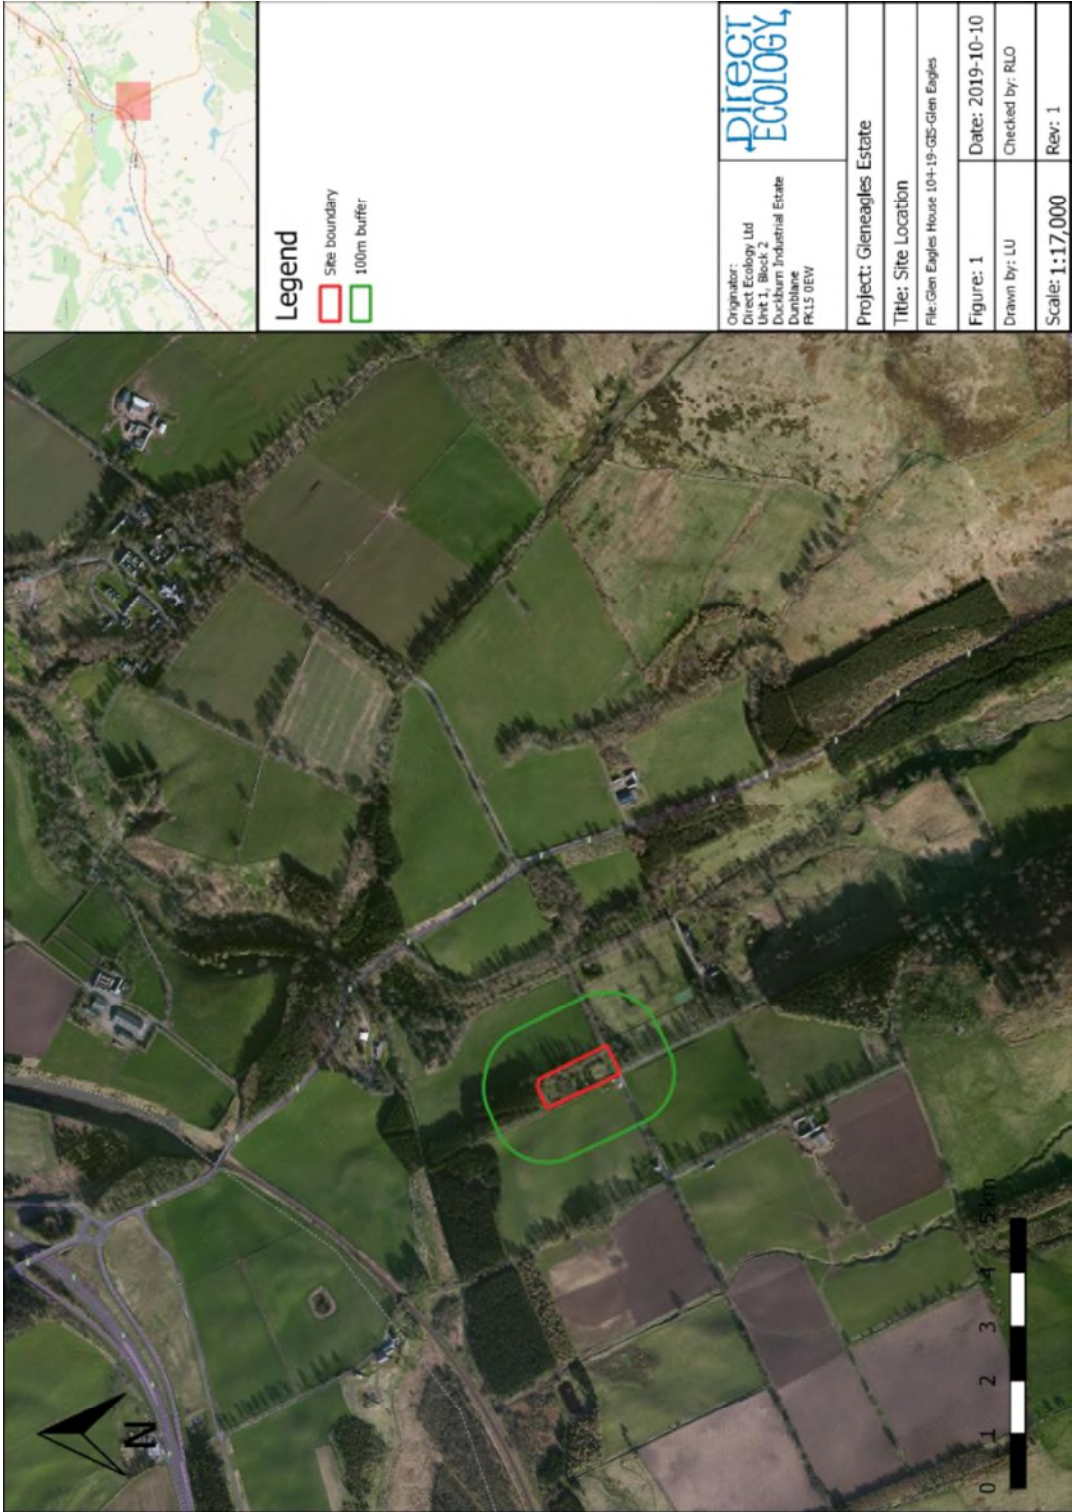 N
0 1 2 3 4 5 km
Legend
Site boundary
100m buffer
Originator:
Direct Ecology Ltd
Unit 1, Block 2
Duckburn Industrial Estate
Dunblane
FK15 0EW
Direct
ECOLOGY
Project: Gleneagles Estate
Title: Site Location
File:Glen Eagles House 104-19-GIS-Glen Eagles
Figure: 1
Date: 2019-10-10
Drawn by: LU
Checked by: RLO
Scale: 1:17,000
Rev: 1